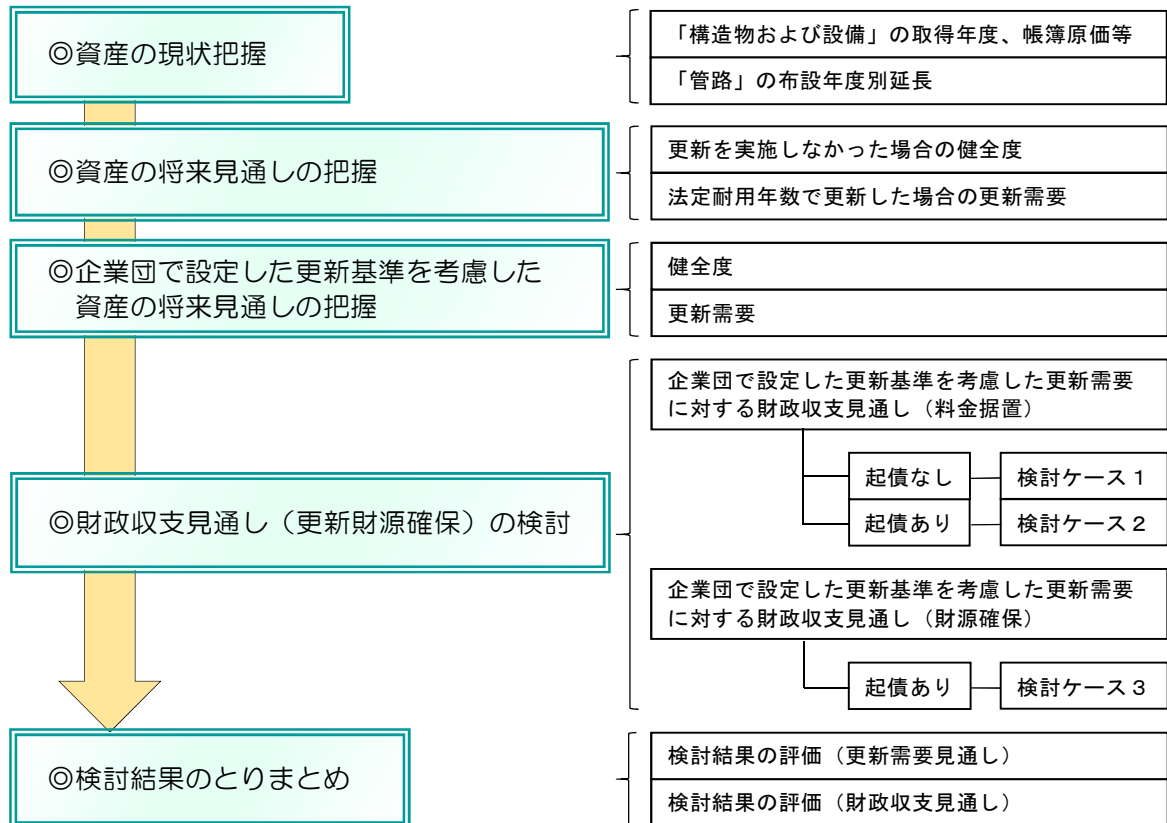 ◎資産の現状把握
「構造物および設備」の取得年度、帳簿原価等
「管路」の布設年度別延長
◎資産の将来見通しの把握
更新を実施しなかった場合の健全度
法定耐用年数で更新した場合の更新需要
◎企業団で設定した更新基準を考慮した
資産の将来見通しの把握
健全度
更新需要
◎財政収支見通し（更新財源確保）の検討
企業団で設定した更新基準を考慮した更新需要
に対する財政収支見通し（料金据置）
起債なし
検討ケース１
起債あり
検討ケース２
企業団で設定した更新基準を考慮した更新需要
に対する財政収支見通し（財源確保）
起債あり
検討ケース３
◎検討結果のとりまとめ
検討結果の評価（更新需要見通し）
検討結果の評価（財政収支見通し）